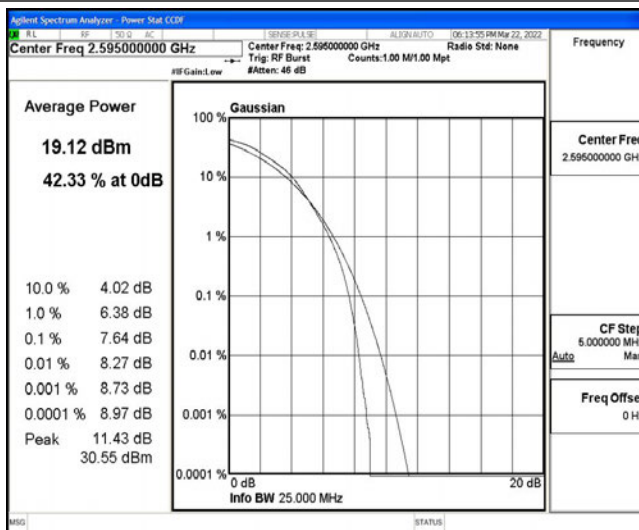 Agilent Spectrum Analyzer - Power Stat CCDF
RL RF 50 Ω AC SENSE:PULSE ALIGN AUTO 06:13:55 PM Mar 22, 2022
Center Freq 2.595000000 GHz
Center Freq: 2.595000000 GHz Radio Std: None
Trig: RF Burst Counts:1.00 M/1.00 Mpt
#IFGain:Low #Atten: 46 dB
Frequency
Average Power
19.12 dBm
42.33 % at 0dB
10.0 % 4.02 dB
1.0 % 6.38 dB
0.1 % 7.64 dB
0.01 % 8.27 dB
0.001 % 8.73 dB
0.0001 % 8.97 dB
Peak 11.43 dB
30.55 dBm
Gaussian
100 %
10 %
1 %
0.1 %
0.01 %
0.001 %
0.0001 %
0 dB 20 dB
Info BW 25.000 MHz
Center Fre
2.595000000 GH
CF Step
5.000000 MH
Auto Ma
Freq Offse
0 H
MSG STATUS